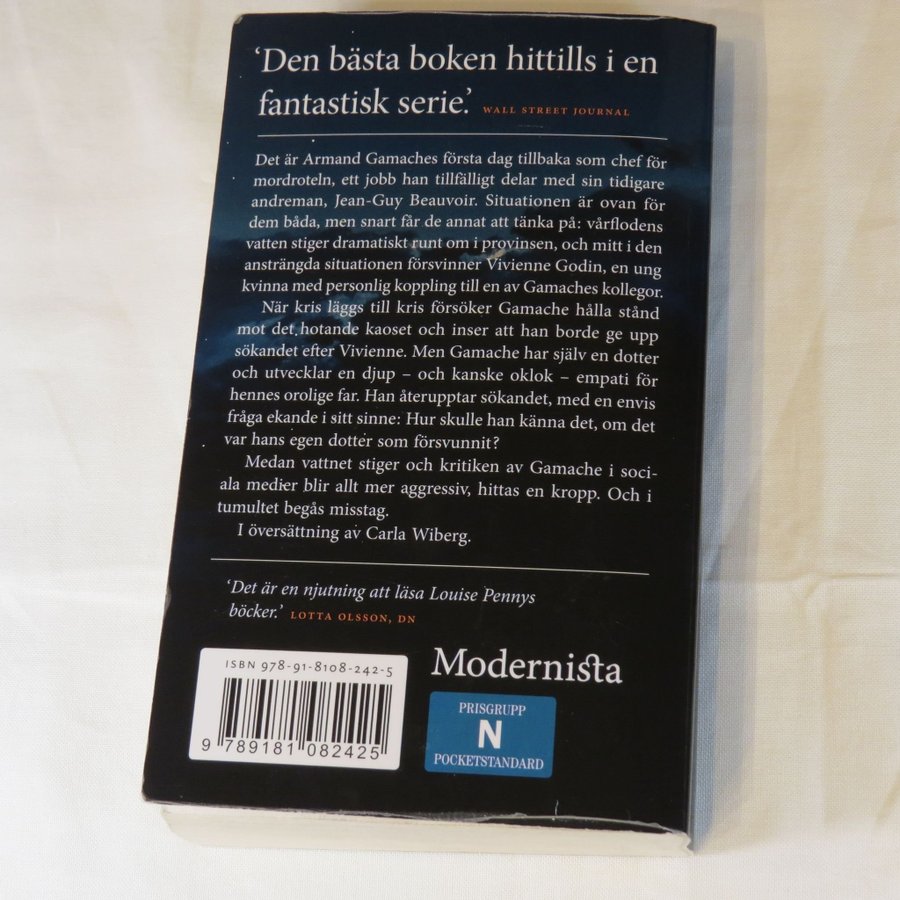 ‘Den bästa boken hittills i en
fantastisk serie.’ WALL STREET JOURNAL
Det är Armand Gamaches första dag tillbaka som chef för
mordroteln, ett jobb han tillfälligt delar med sin tidigare
andreman, Jean-Guy Beauvoir. Situationen är ovan för
dem båda, men snart får de annat att tänka på: vårflodens
vatten stiger dramatiskt runt om i provinsen, och mitt i den
ansträngda situationen försvinner Vivienne Godin, en ung
kvinna med personlig koppling till en av Gamaches kollegor.
När kris läggs till kris försöker Gamache hålla stånd
mot det hotande kaoset och inser att han borde ge upp
sökandet efter Vivienne. Men Gamache har själv en dotter
och utvecklar en djup – och kanske oklok – empati för
hennes orolige far. Han återupptar sökandet, med en envis
fråga ekande i sitt sinne: Hur skulle han känna det, om det
var hans egen dotter som försvunnit?
Medan vattnet stiger och kritiken av Gamache i soci-
ala medier blir allt mer aggressiv, hittas en kropp. Och i
tumultet begås misstag.
I översättning av Carla Wiberg.
‘Det är en njutning att läsa Louise Pennys
böcker.’ LOTTA OLSSON, DN
ISBN 978-91-8108-242-5
9 789181 082425
Modernista
PRISGRUPP
N
POCKETSTANDARD